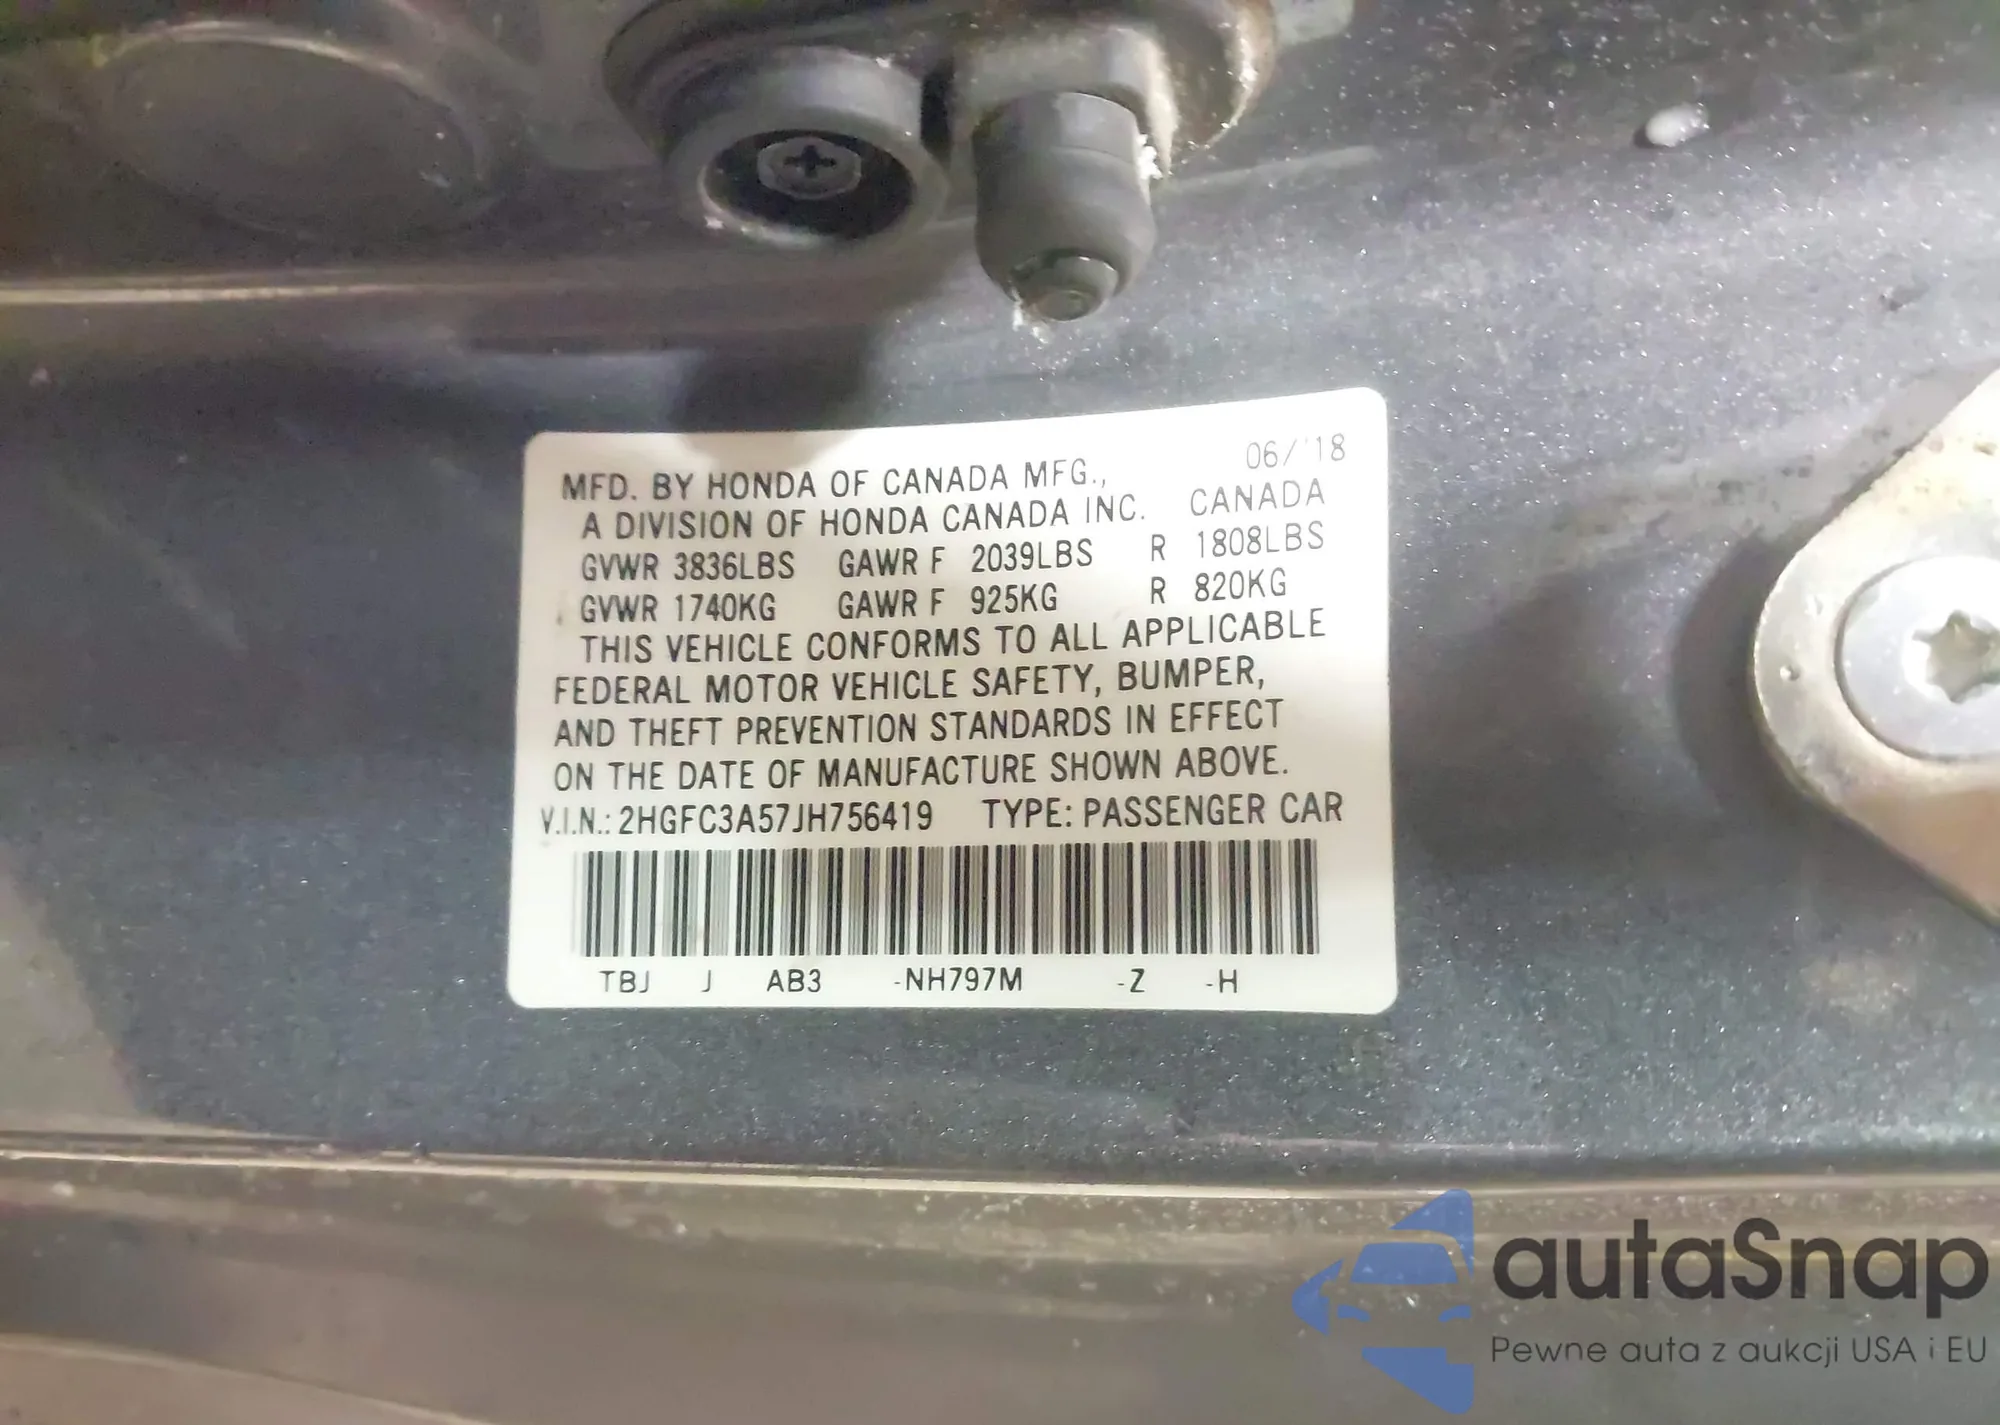 06/'18
MFD. BY HONDA OF CANADA MFG.,
A DIVISION OF HONDA CANADA INC. CANADA
GVWR 3836LBS GAWR F 2039LBS R 1808LBS
GVWR 1740KG GAWR F 925KG R 820KG
THIS VEHICLE CONFORMS TO ALL APPLICABLE
FEDERAL MOTOR VEHICLE SAFETY, BUMPER,
AND THEFT PREVENTION STANDARDS IN EFFECT
ON THE DATE OF MANUFACTURE SHOWN ABOVE.
V.I.N.: 2HGFC3A57JH756419 TYPE: PASSENGER CAR
TBJ J AB3 -NH797M -Z -H
autaSnap
Pewne auta z aukcji USA i EU